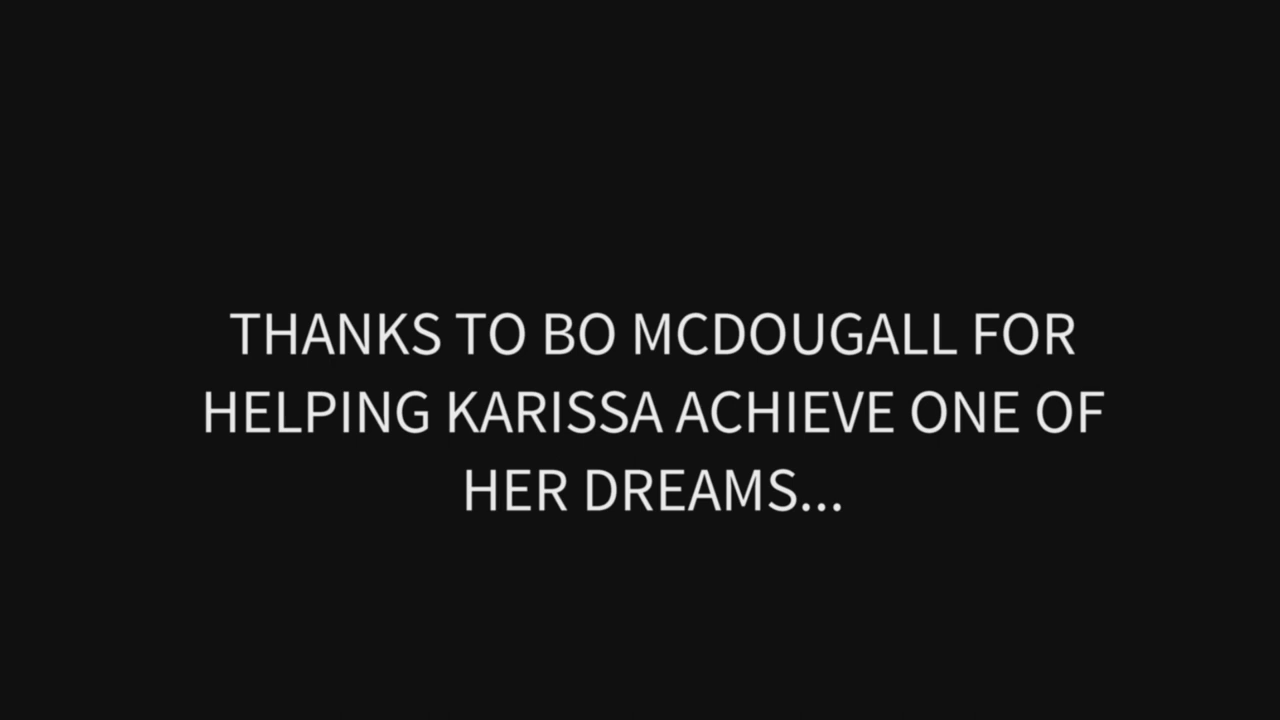 THANKS TO BO MCDOUGALL FOR
HELPING KARISSA ACHIEVE ONE OF
HER DREAMS...